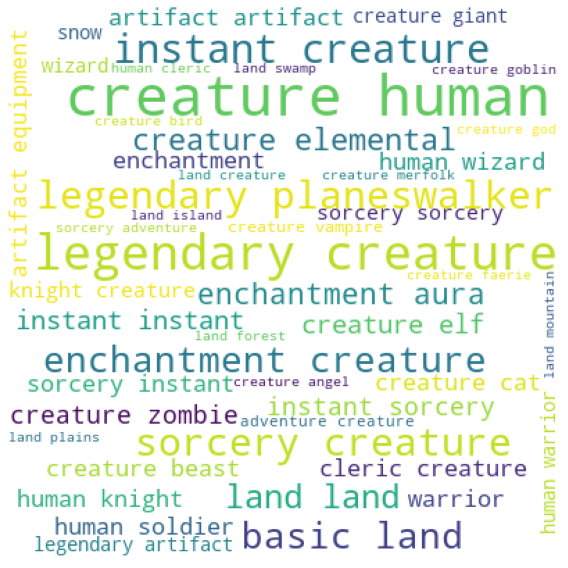 artifact artifact
creature giant
snow
instant creature
wizard
human cleric
land swamp
creature goblin
creature human
artifact equipment
creature bird
creature god
creature elemental
enchantment
human wizard
land creature
creature merfolk
legendary planeswalker
land island
sorcery sorcery
sorcery adventure
creature vampire
legendary creature
creature faerie
knight creature
enchantment aura
land mountain
instant instant
creature elf
land forest
enchantment creature
sorcery instant
creature angel
creature cat
creature zombie
instant sorcery
adventure creature
land plains
sorcery creature
human warrior
creature beast
cleric creature
human knight
land land
warrior
human soldier
basic land
legendary artifact